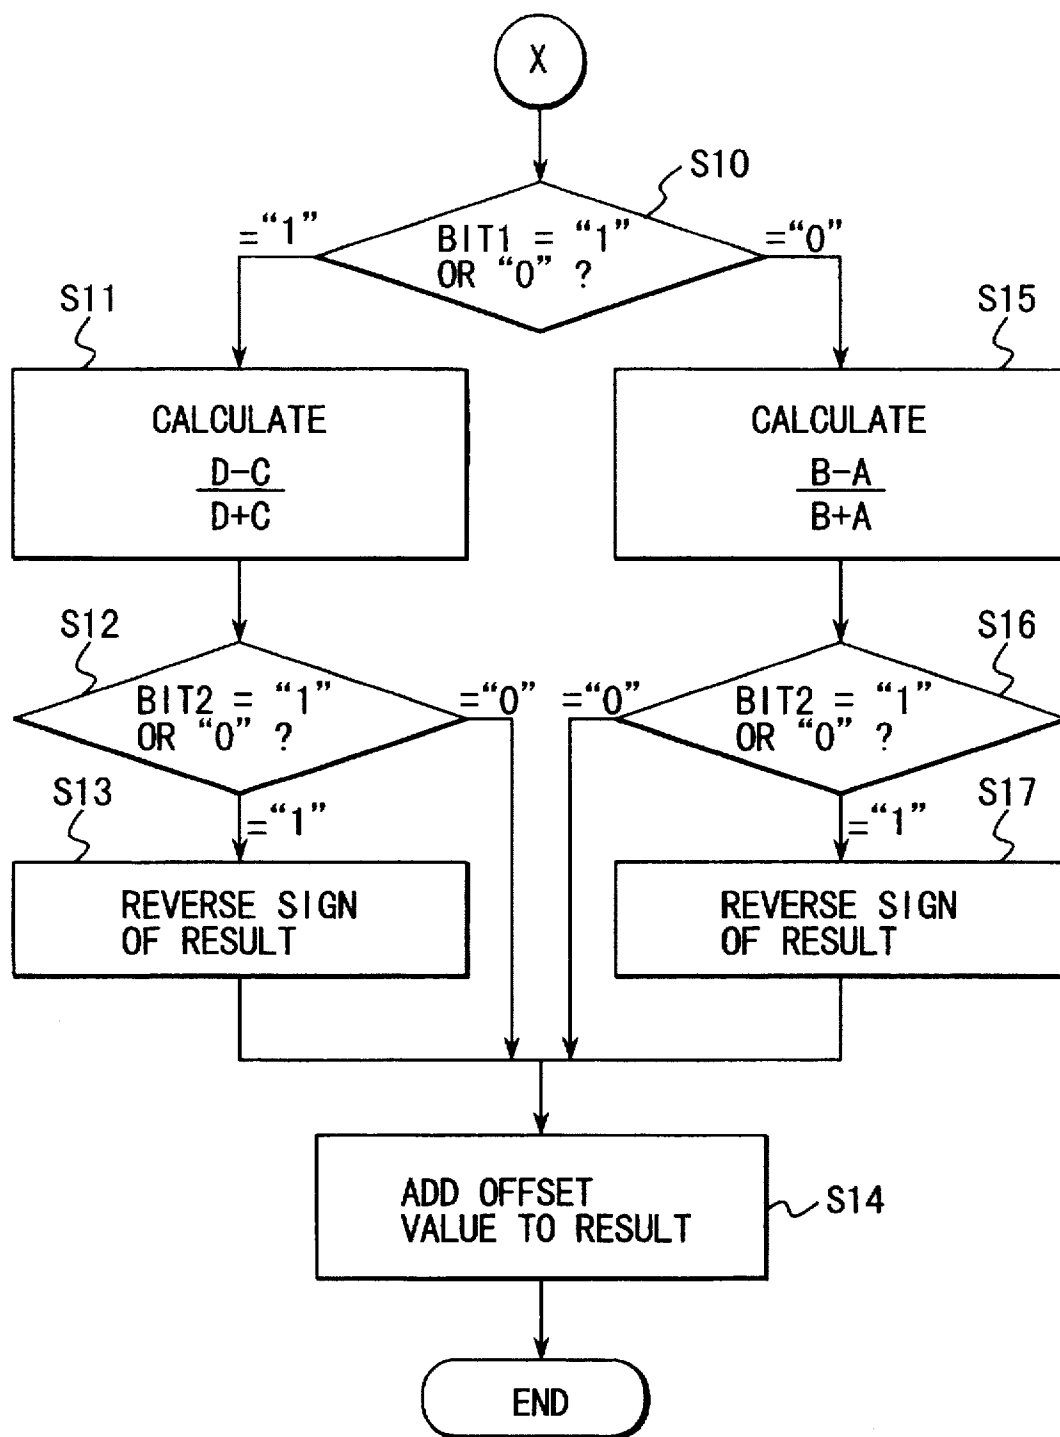 X
S10
="1"
BIT1 = "1"
OR "0" ?
="0"
S11
S15
CALCULATE
D-C
D+C
CALCULATE
B-A
B+A
S12
S16
BIT2 = "1"
OR "0" ?
="0"
="0"
BIT2 = "1"
OR "0" ?
S13
="1"
="1"
S17
REVERSE SIGN
OF RESULT
REVERSE SIGN
OF RESULT
ADD OFFSET
VALUE TO RESULT
S14
END